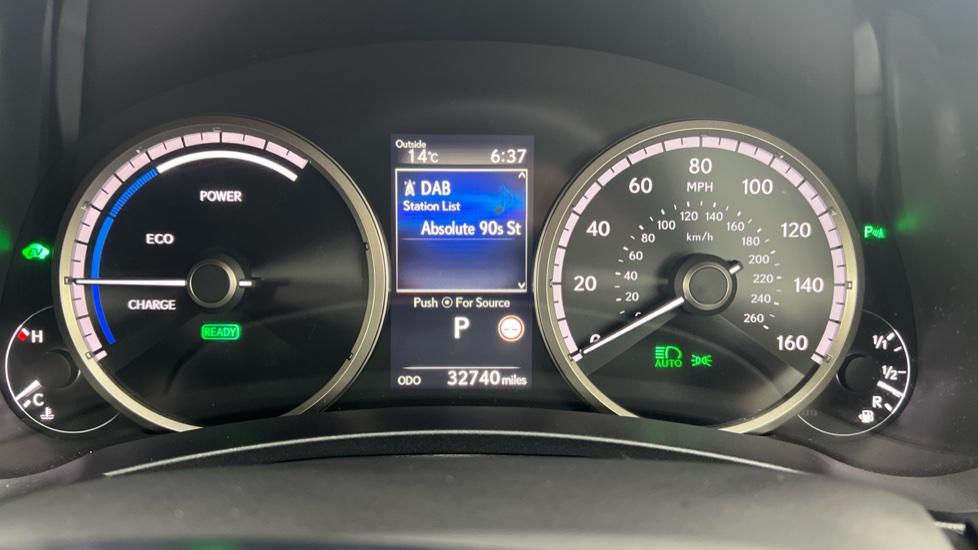 Outside
14°C 6:37
DAB
Station List
Absolute 90s St
Push ⊙ For Source
P
ODO 32740 miles
POWER
ECO
CHARGE
READY
EV
H
C
0 20 40 60 80 100 120 140 160
MPH
20 40 60 80 100 120 140 160 180 200 220 240 260
km/h
AUTO
P
1/1
1/2
R